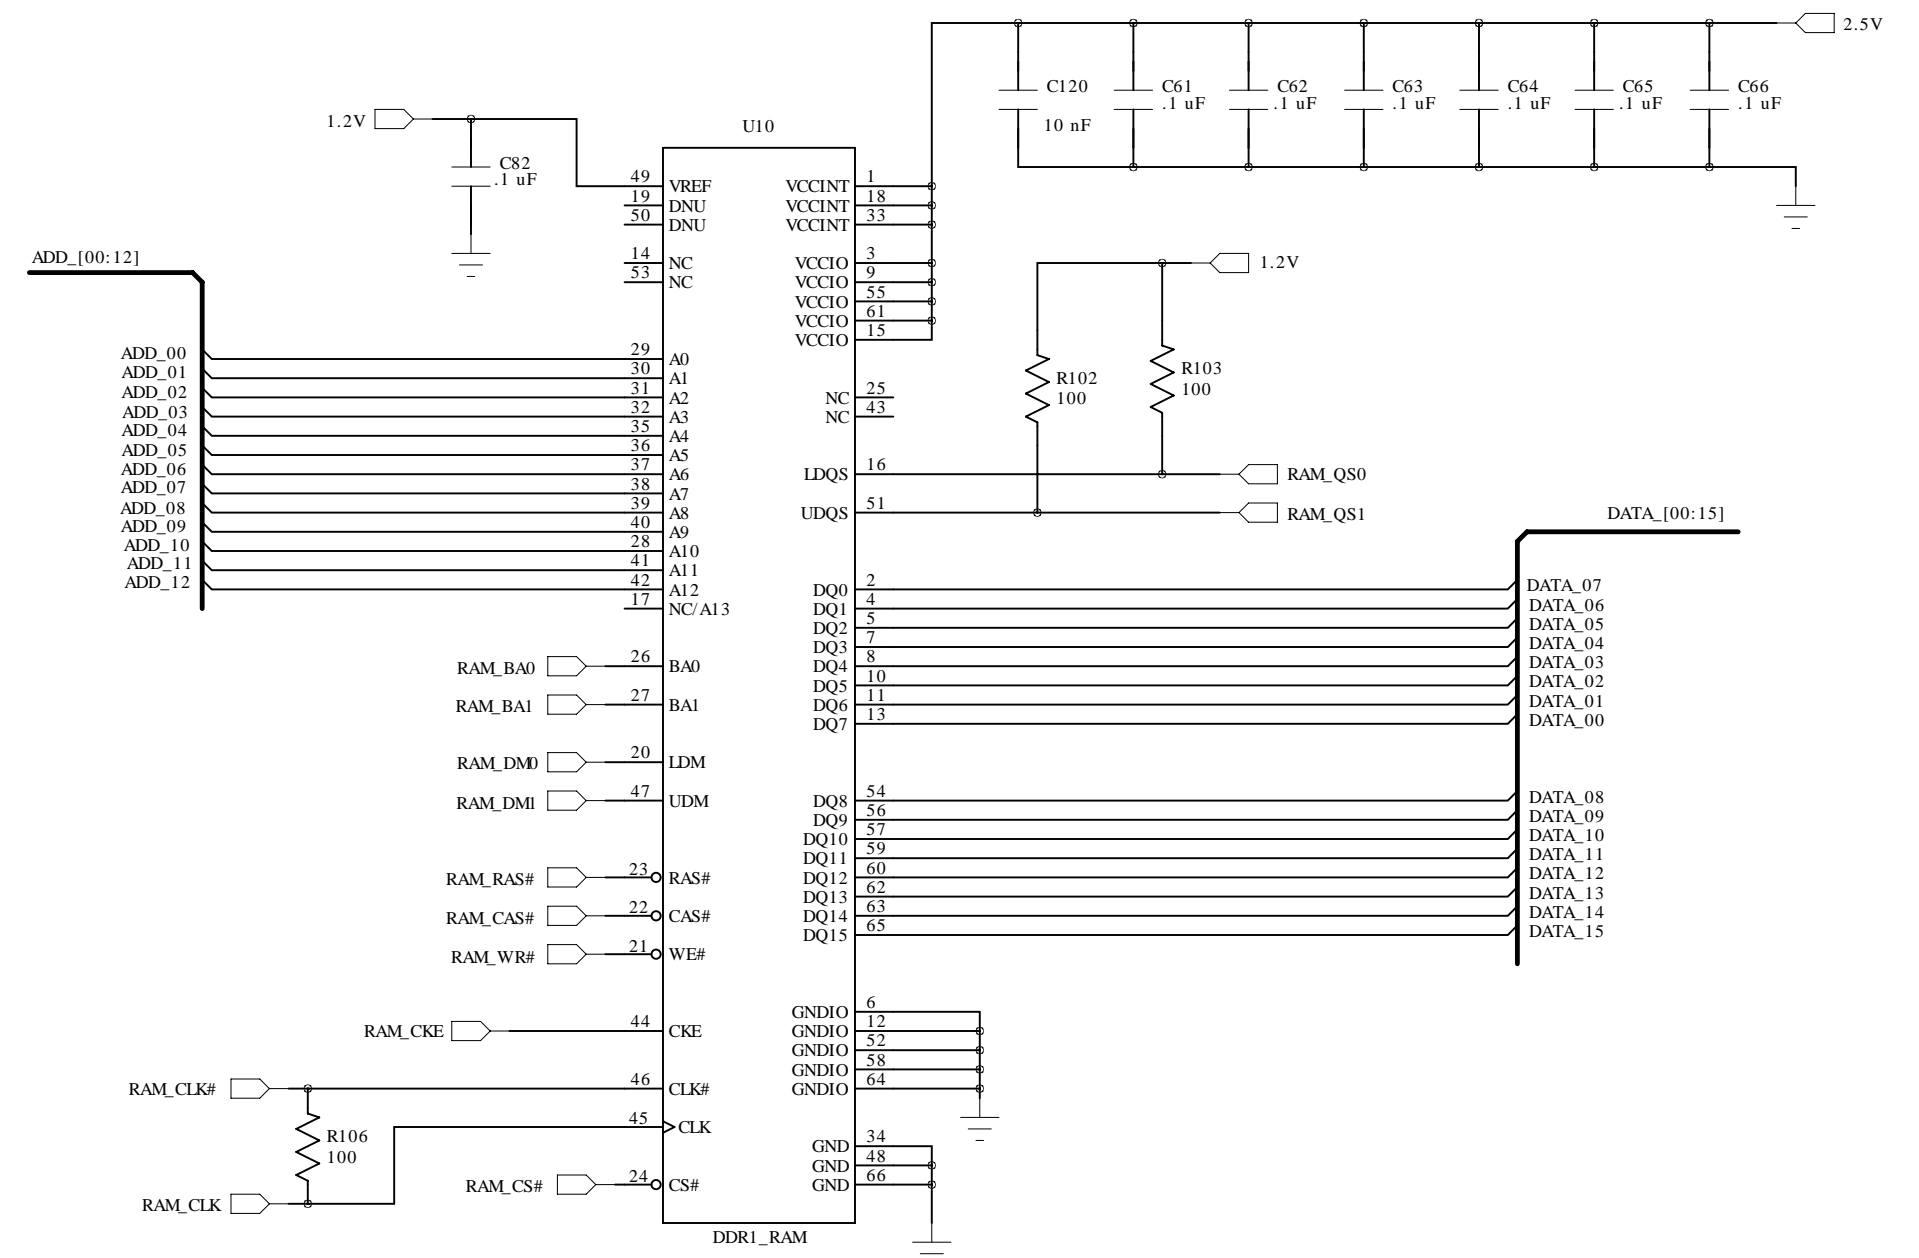 2.5V
C120
10 nF
C61
.1 uF
C62
.1 uF
C63
.1 uF
C64
.1 uF
C65
.1 uF
C66
.1 uF
1.2V
C82
.1 uF
U10
49 VREF
19 DNU
50 DNU
14 NC
53 NC
VCCINT 1
VCCINT 18
VCCINT 33
VCCIO 3
VCCIO 9
VCCIO 55
VCCIO 61
VCCIO 15
1.2V
R102
100
R103
100
NC 25
NC 43
LDQS 16 RAM_QS0
UDQS 51 RAM_QS1
ADD_[00:12]
ADD_00 29 A0
ADD_01 30 A1
ADD_02 31 A2
ADD_03 32 A3
ADD_04 35 A4
ADD_05 36 A5
ADD_06 37 A6
ADD_07 38 A7
ADD_08 39 A8
ADD_09 40 A9
ADD_10 28 A10
ADD_11 41 A11
ADD_12 42 A12
17 NC/A13
DATA_[00:15]
DQ0 2 DATA_07
DQ1 4 DATA_06
DQ2 5 DATA_05
DQ3 7 DATA_04
DQ4 8 DATA_03
DQ5 10 DATA_02
DQ6 11 DATA_01
DQ7 13 DATA_00
RAM_BA0 26 BA0
RAM_BA1 27 BA1
RAM_DM0 20 LDM
RAM_DM1 47 UDM
DQ8 54 DATA_08
DQ9 56 DATA_09
DQ10 57 DATA_10
DQ11 59 DATA_11
DQ12 60 DATA_12
DQ13 62 DATA_13
DQ14 63 DATA_14
DQ15 65 DATA_15
RAM_RAS# 23 RAS#
RAM_CAS# 22 CAS#
RAM_WR# 21 WE#
RAM_CKE 44 CKE
GNDIO 6
GNDIO 12
GNDIO 52
GNDIO 58
GNDIO 64
RAM_CLK# 46 CLK#
45 CLK
R106
100
RAM_CLK
RAM_CS# 24 CS#
GND 34
GND 48
GND 66
DDR1_RAM